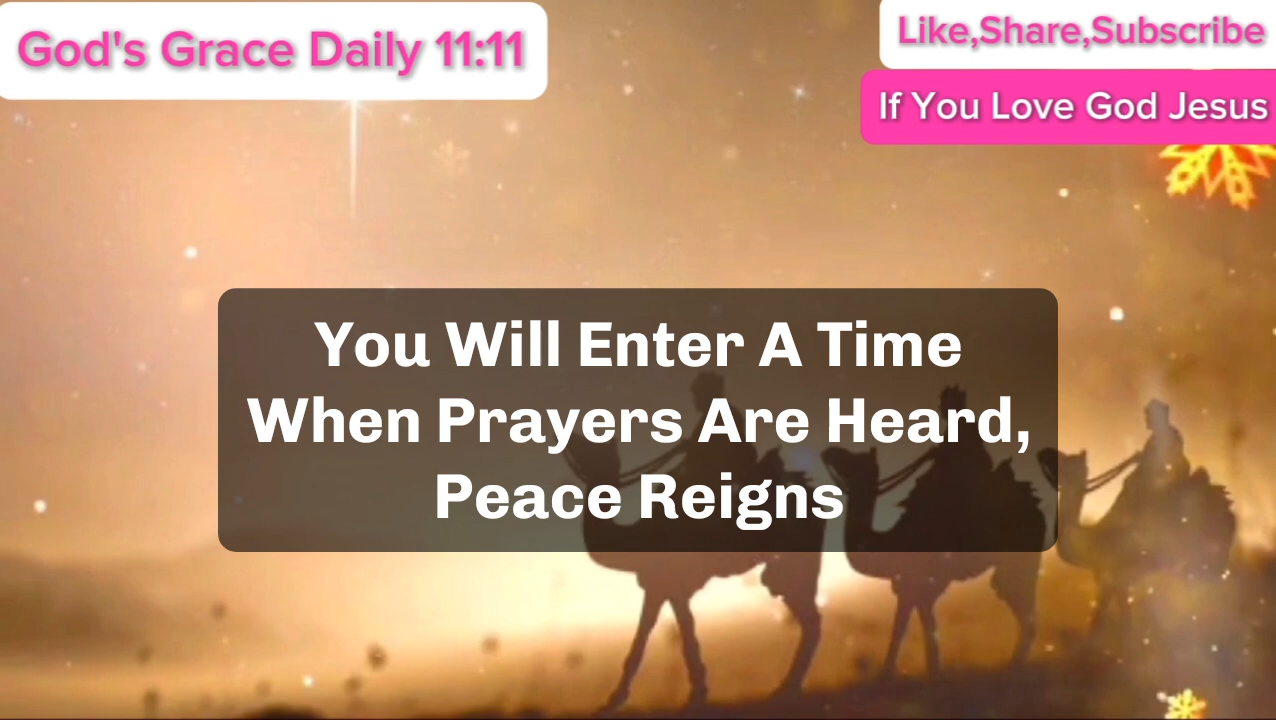 God's Grace Daily 11:11
Like,Share,Subscribe
If You Love God Jesus
You Will Enter A Time
When Prayers Are Heard,
Peace Reigns